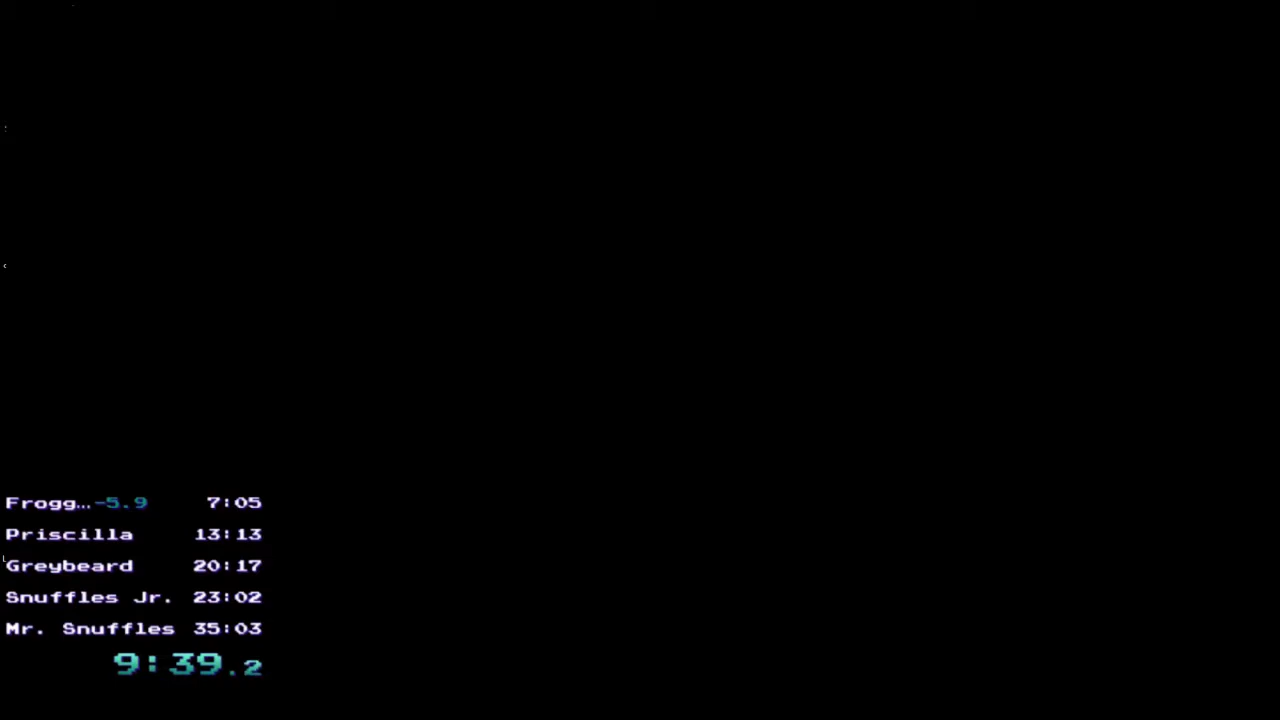 Frogg… -5.9 7:05
Priscilla 13:13
Greybeard 20:17
Snuffles Jr. 23:02
Mr. Snuffles 35:03
9:39.2